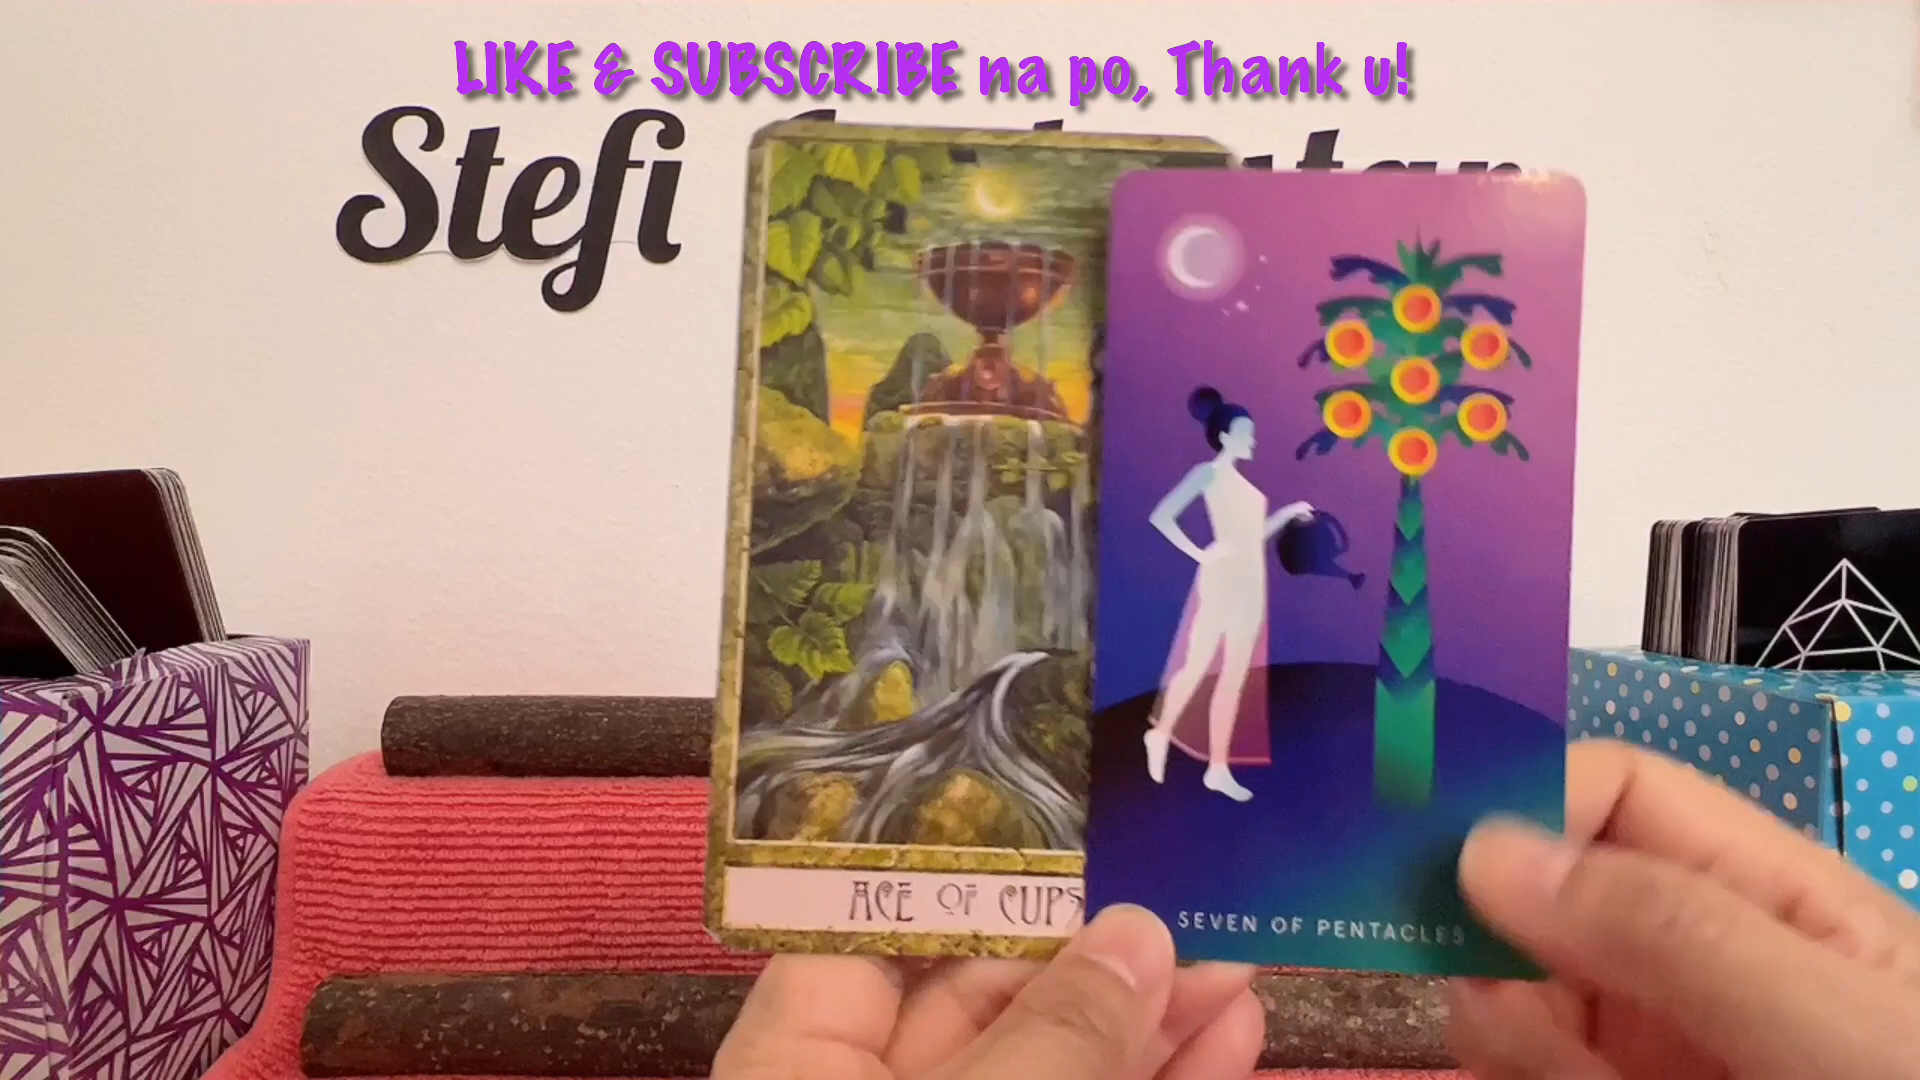 LIKE & SUBSCRIBE na po, Thank u!
Stefi
ACE OF CUPS
SEVEN OF PENTACLES